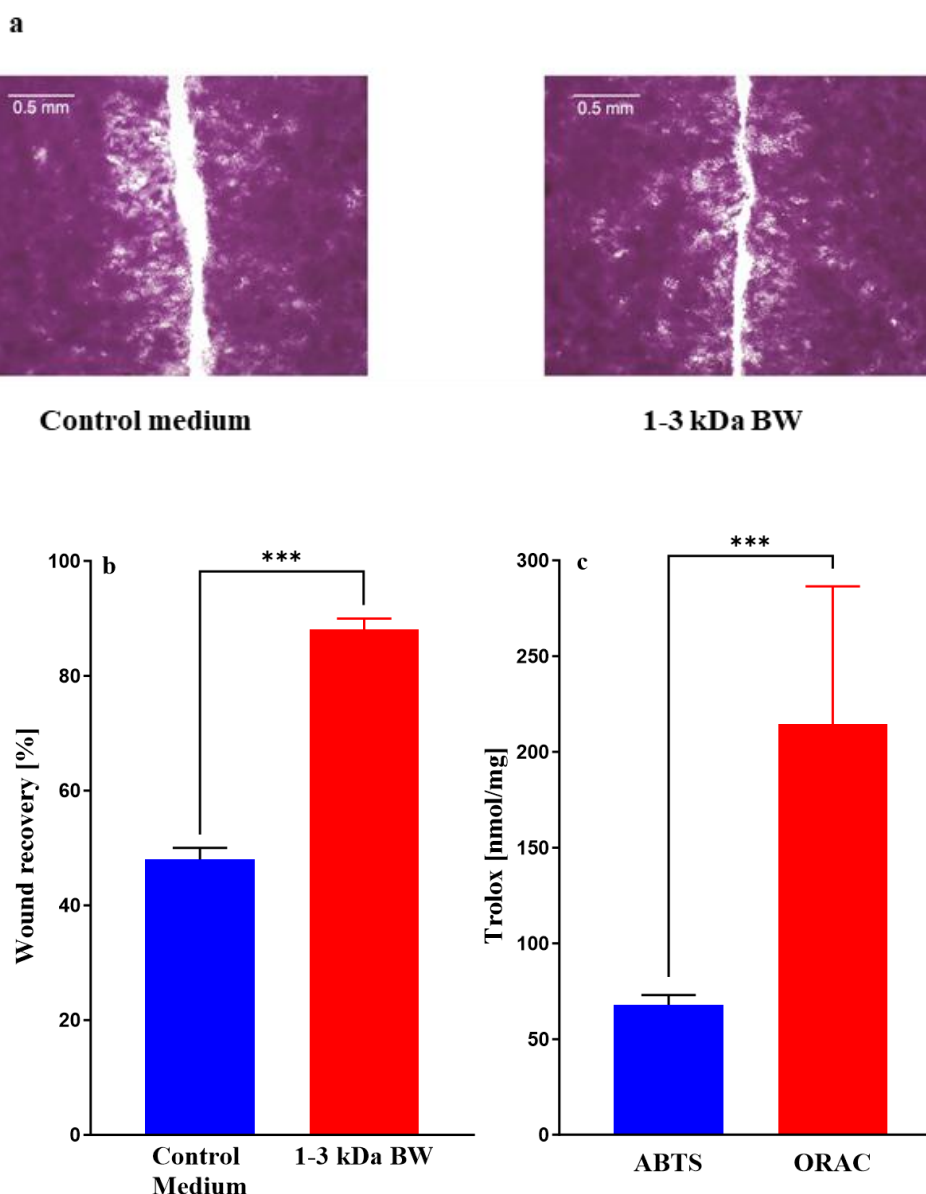 a
0.5 mm
0.5 mm
Control medium
1-3 kDa BW
b
***
Wound recovery [%]
100
80
60
40
20
0
Control
Medium
1-3 kDa BW
c
***
Trolox [nmol/mg]
300
250
200
150
100
50
0
ABTS
ORAC